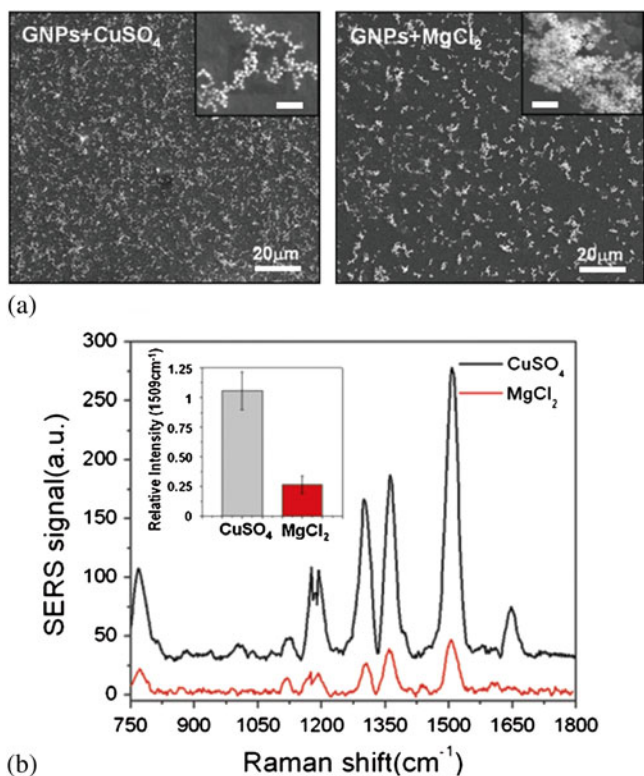 GNPs+CuSO₄
20μm
GNPs+MgCl₂
20μm
(a)
300
250
200
150
100
50
0
SERS signal(a.u.)
1.25
1
0.75
0.50
0.25
0
Relative Intensity (1509cm⁻¹)
CuSO₄ MgCl₂
CuSO₄
MgCl₂
750 900 1050 1200 1350 1500 1650 1800
Raman shift(cm⁻¹)
(b)